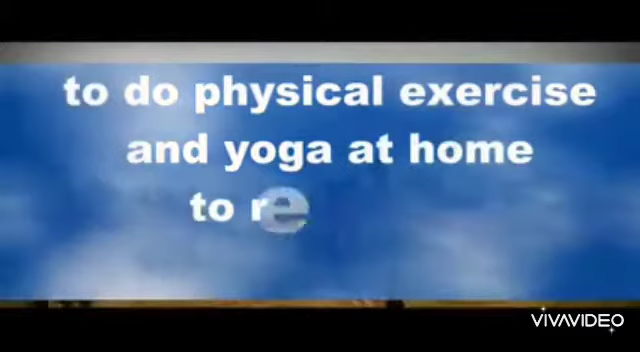 to do physical exercise
and yoga at home
to re
VIVAVIDEO